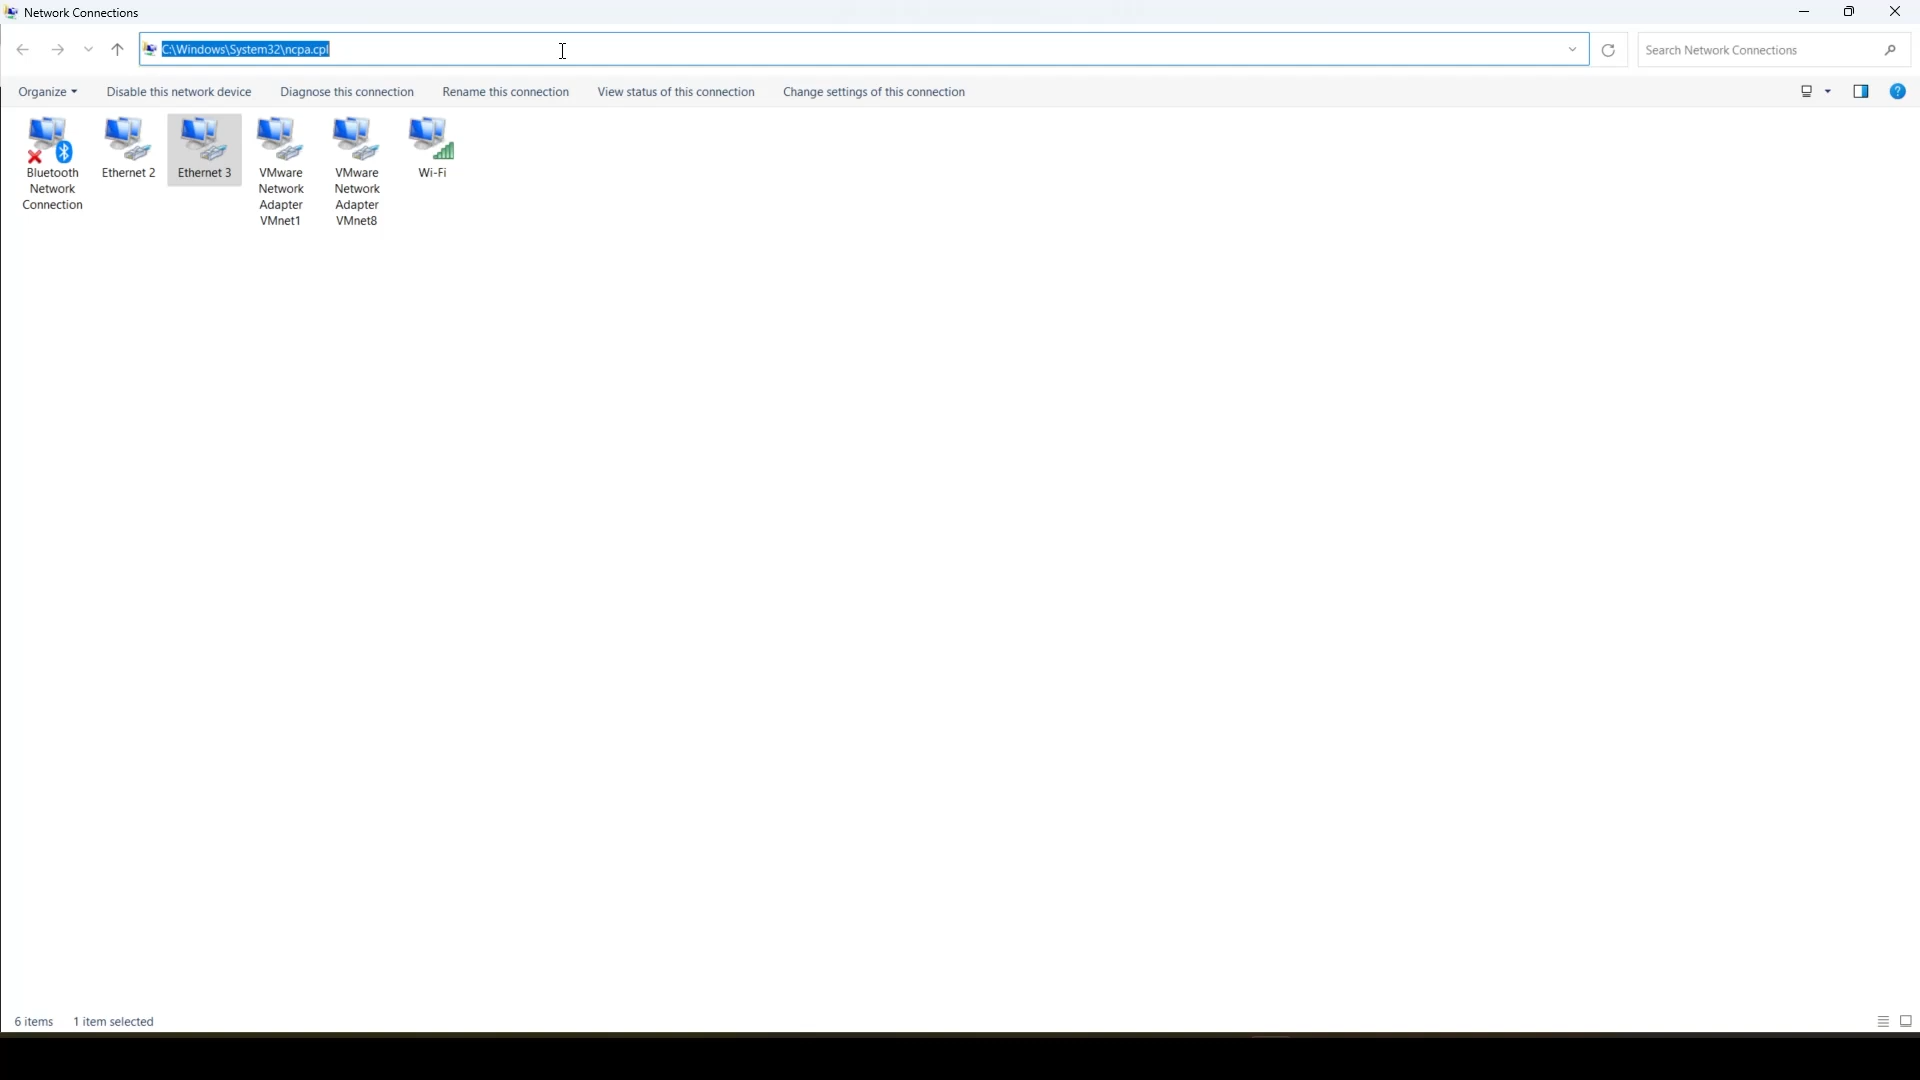 Network Connections
C:\Windows\System32\ncpa.cpl
Search Network Connections
Organize
Disable this network device
Diagnose this connection
Rename this connection
View status of this connection
Change settings of this connection
Bluetooth
Network
Connection
Ethernet 2
Ethernet 3
VMware
Network
Adapter
VMnet1
VMware
Network
Adapter
VMnet8
Wi-Fi
6 items
1 item selected